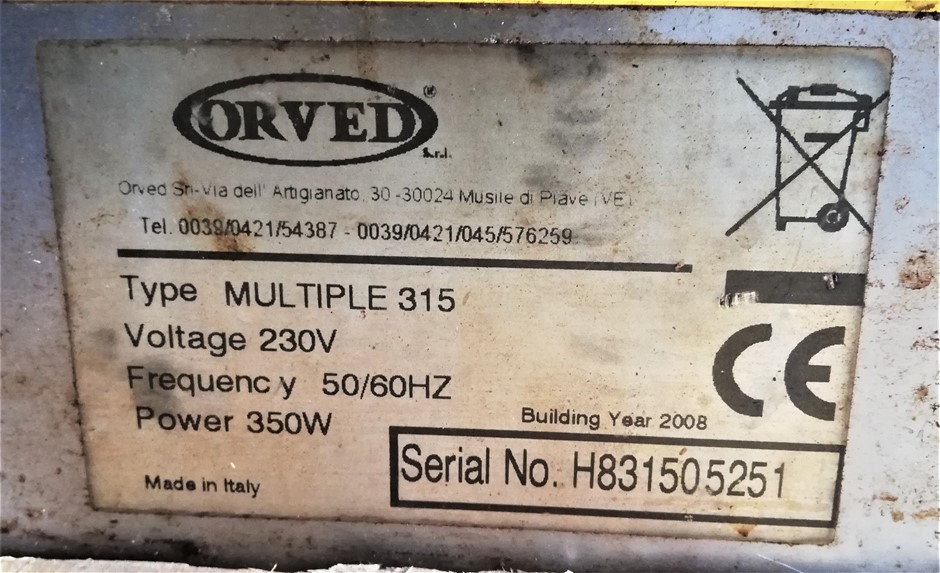 ORVED®
S.r.l.
Orved Srl-Via dell' Artigianato, 30 -30024 Musile di Piave (VE)
Tel. 0039/0421/54387 - 0039/0421/045/576259
Type MULTIPLE 315
Voltage 230V
Frequency 50/60HZ
Power 350W
CE
Building Year 2008
Serial No. H831505251
Made in Italy